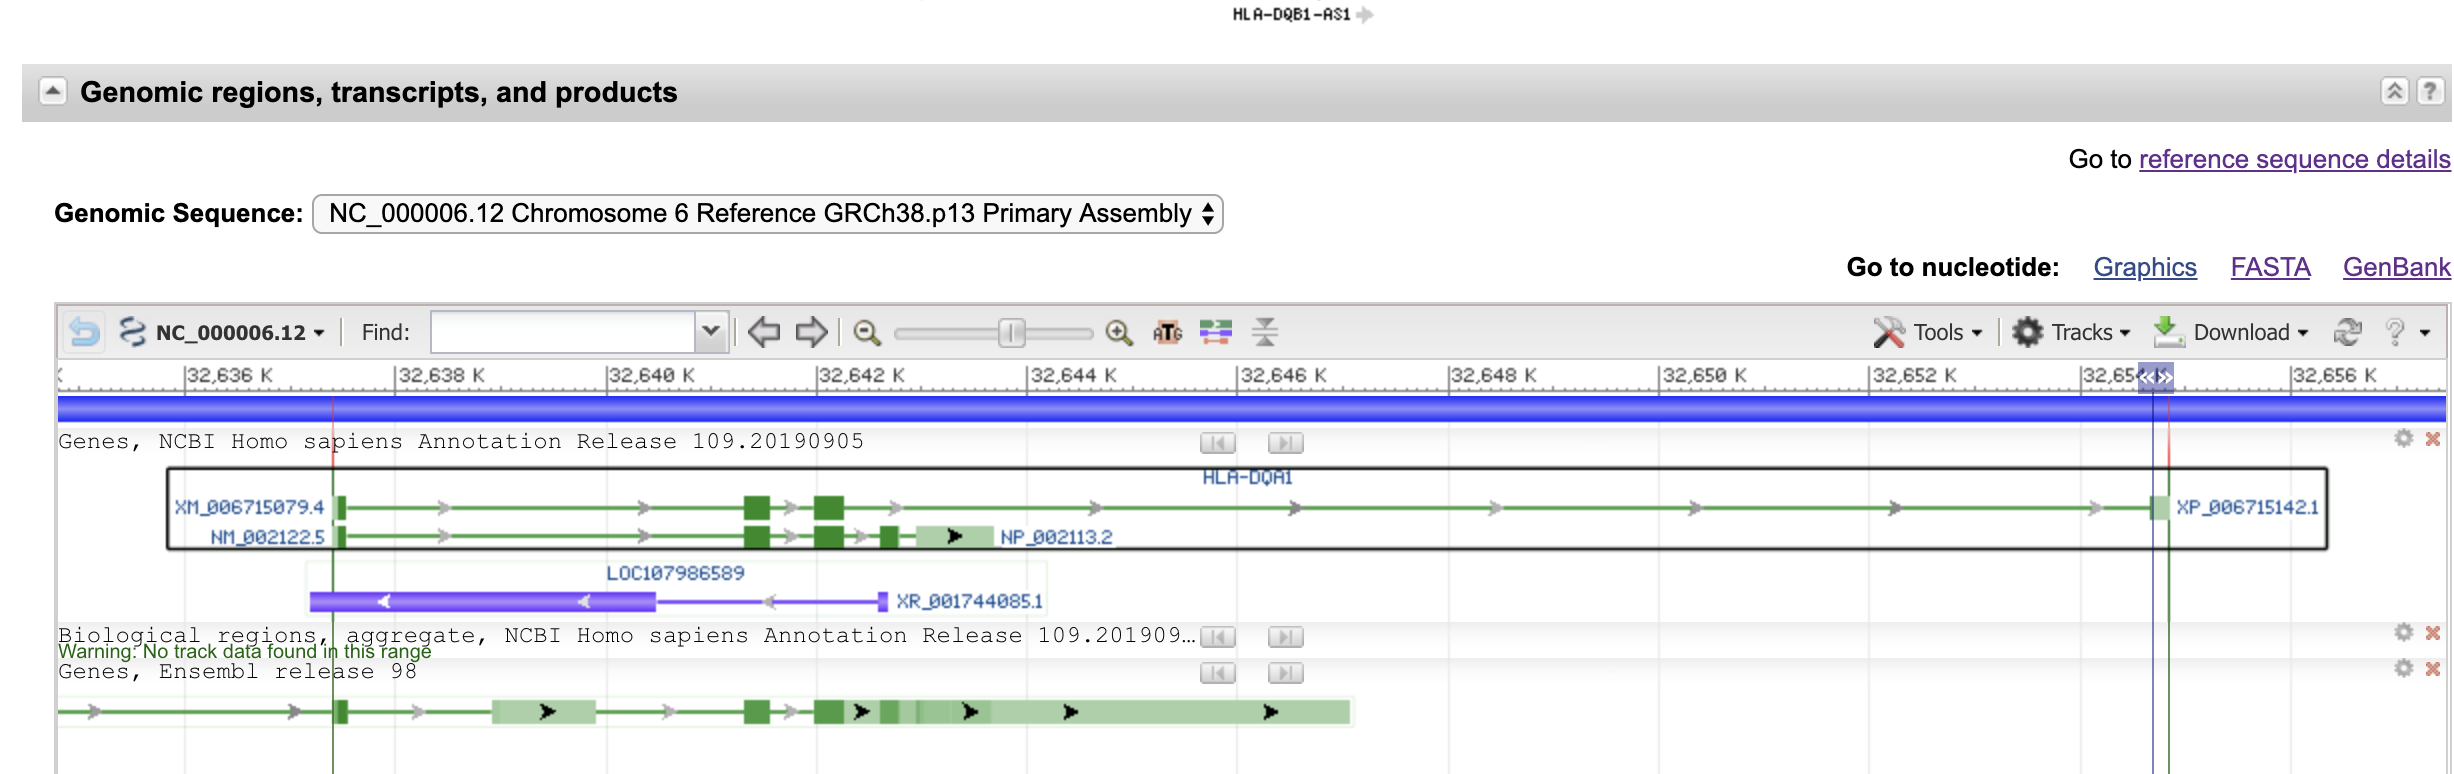 HLA-DQB1-AS1
Genomic regions, transcripts, and products
?
Go to reference sequence details
Genomic Sequence: NC_000006.12 Chromosome 6 Reference GRCh38.p13 Primary Assembly
Go to nucleotide: Graphics FASTA GenBank
NC_000006.12 Find: ATG Tools Tracks Download ?
32,636 K 32,638 K 32,640 K 32,642 K 32,644 K 32,646 K 32,648 K 32,650 K 32,652 K 32,656 K
Genes, NCBI Homo sapiens Annotation Release 109.20190905
HLA-DQA1
XM_006715079.4 XP_006715142.1
NM_002122.5 NP_002113.2
LOC107986589
XR_001744085.1
Biological regions, aggregate, NCBI Homo sapiens Annotation Release 109.201909…
Warning: No track data found in this range
Genes, Ensembl release 98